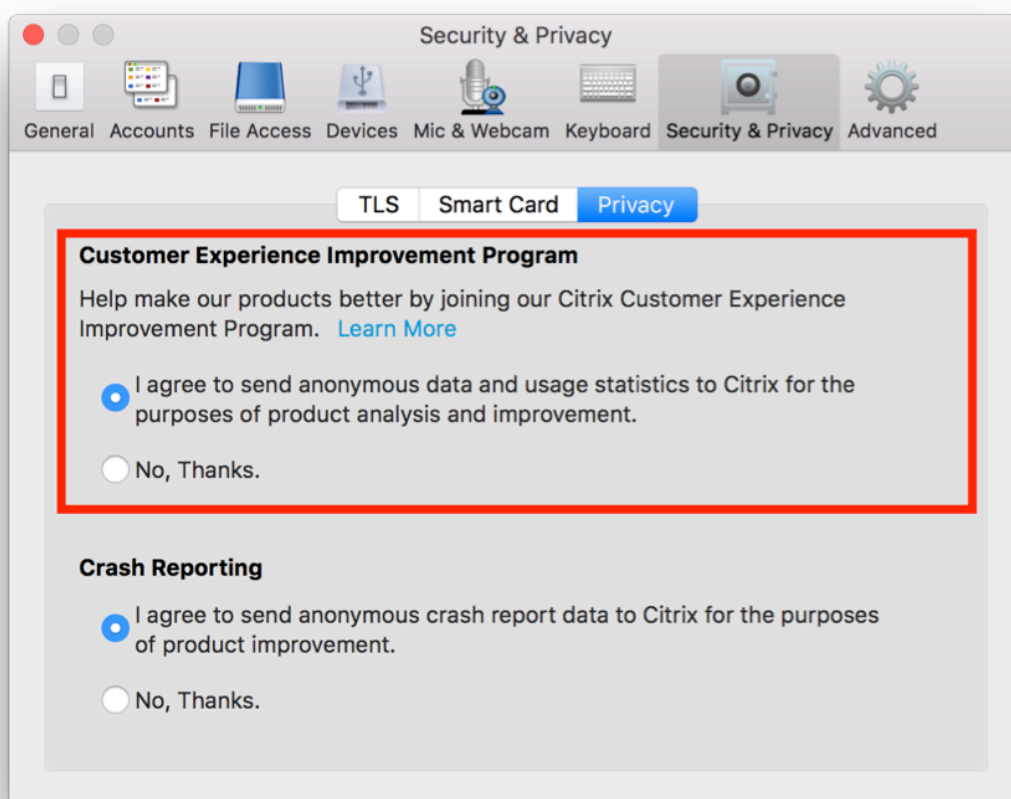 Security & Privacy
General Accounts File Access Devices Mic & Webcam Keyboard Security & Privacy Advanced
TLS Smart Card Privacy
Customer Experience Improvement Program
Help make our products better by joining our Citrix Customer Experience
Improvement Program. Learn More
I agree to send anonymous data and usage statistics to Citrix for the
purposes of product analysis and improvement.
No, Thanks.
Crash Reporting
I agree to send anonymous crash report data to Citrix for the purposes
of product improvement.
No, Thanks.